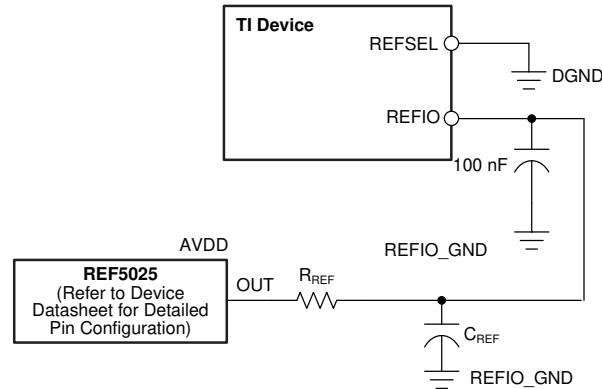 TI Device
REFSEL
DGND
REFIO
100 nF
REFIO_GND
AVDD
REF5025
(Refer to Device
Datasheet for Detailed
Pin Configuration)
OUT
RREF
CREF
REFIO_GND